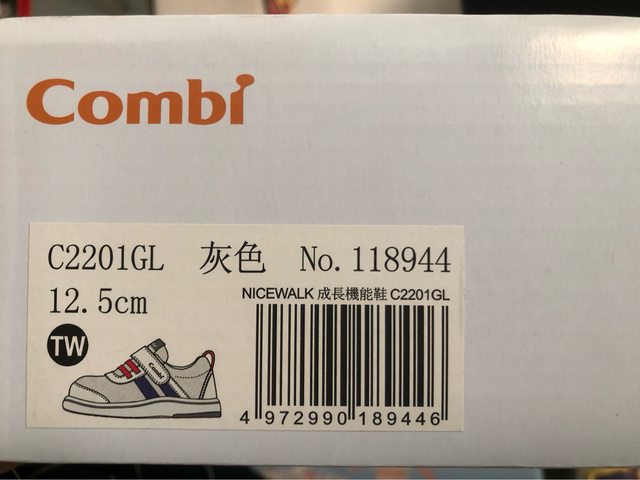 Combi
C2201GL 灰色 No. 118944
12.5cm
NICEWALK 成長機能鞋 C2201GL
TW
Combi
4 972990 189446